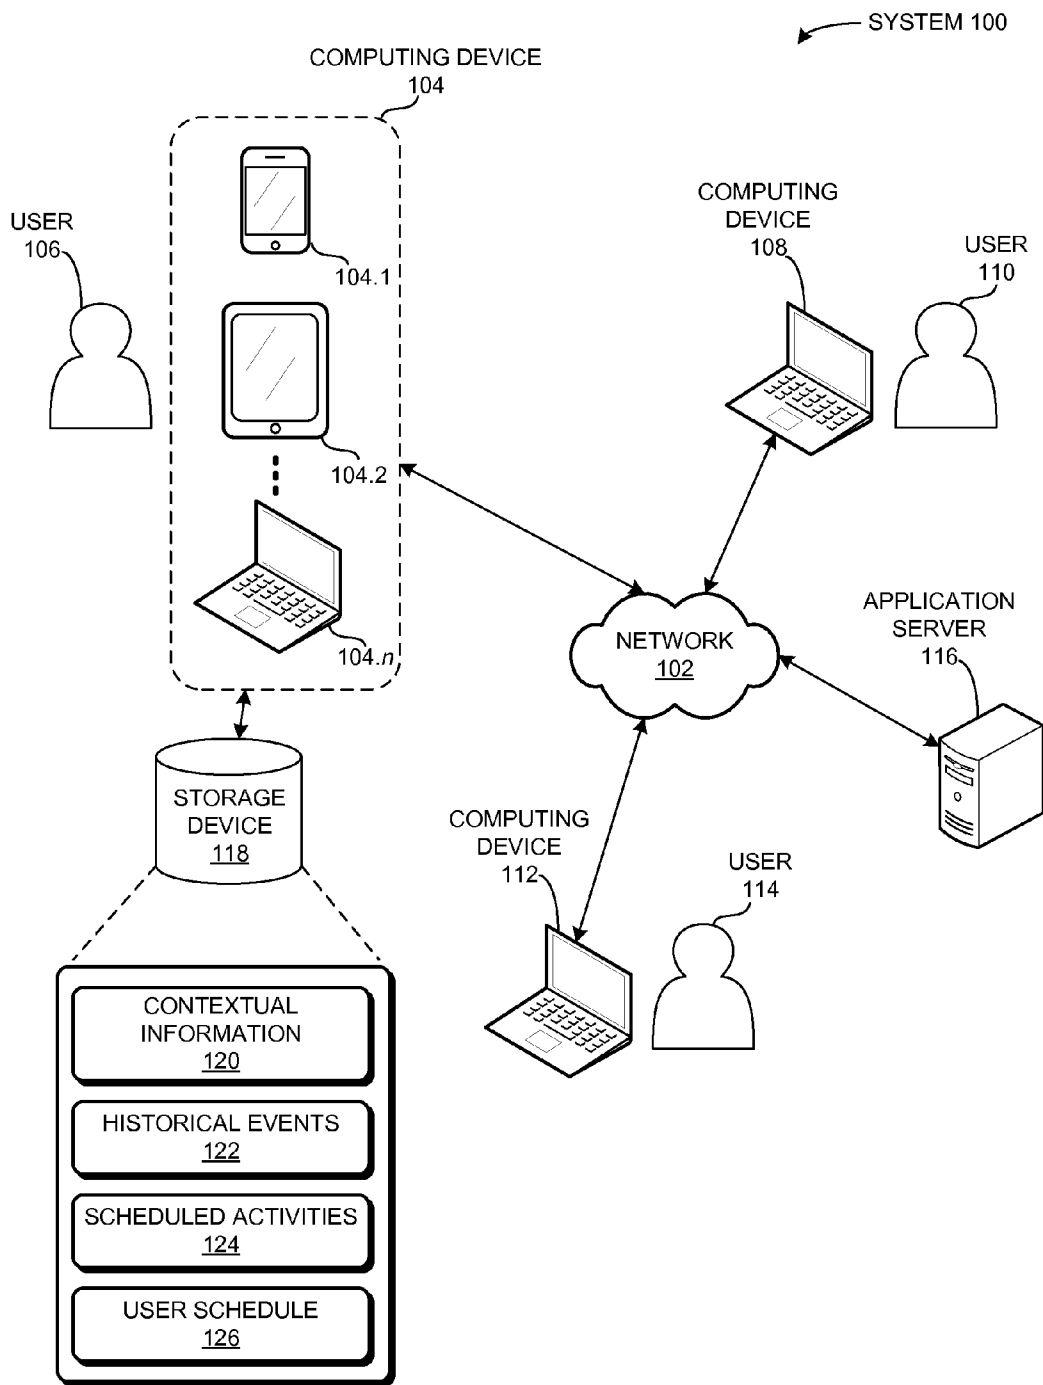 SYSTEM 100
COMPUTING DEVICE
104
USER
106
104.1
104.2
104.n
COMPUTING
DEVICE
108
USER
110
NETWORK
102
APPLICATION
SERVER
116
STORAGE
DEVICE
118
COMPUTING
DEVICE
112
USER
114
CONTEXTUAL
INFORMATION
120
HISTORICAL EVENTS
122
SCHEDULED ACTIVITIES
124
USER SCHEDULE
126